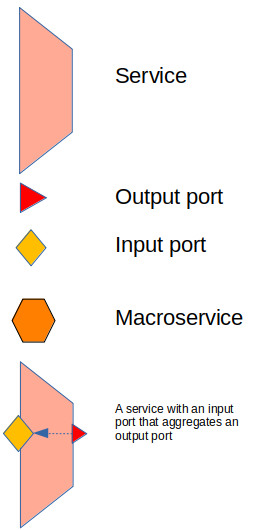 Service
Output port
Input port
Macroservice
A service with an input
port that aggregates an
output port